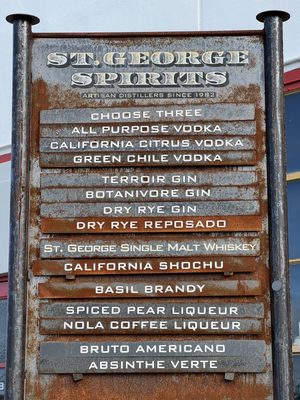 ST. GEORGE
SPIRITS
ARTISAN DISTILLERS SINCE 1982
CHOOSE THREE
ALL PURPOSE VODKA
CALIFORNIA CITRUS VODKA
GREEN CHILE VODKA
TERROIR GIN
BOTANIVORE GIN
DRY RYE GIN
DRY RYE REPOSADO
ST. GEORGE SINGLE MALT WHISKEY
CALIFORNIA SHOCHU
BASIL BRANDY
SPICED PEAR LIQUEUR
NOLA COFFEE LIQUEUR
BRUTO AMERICANO
ABSINTHE VERTE